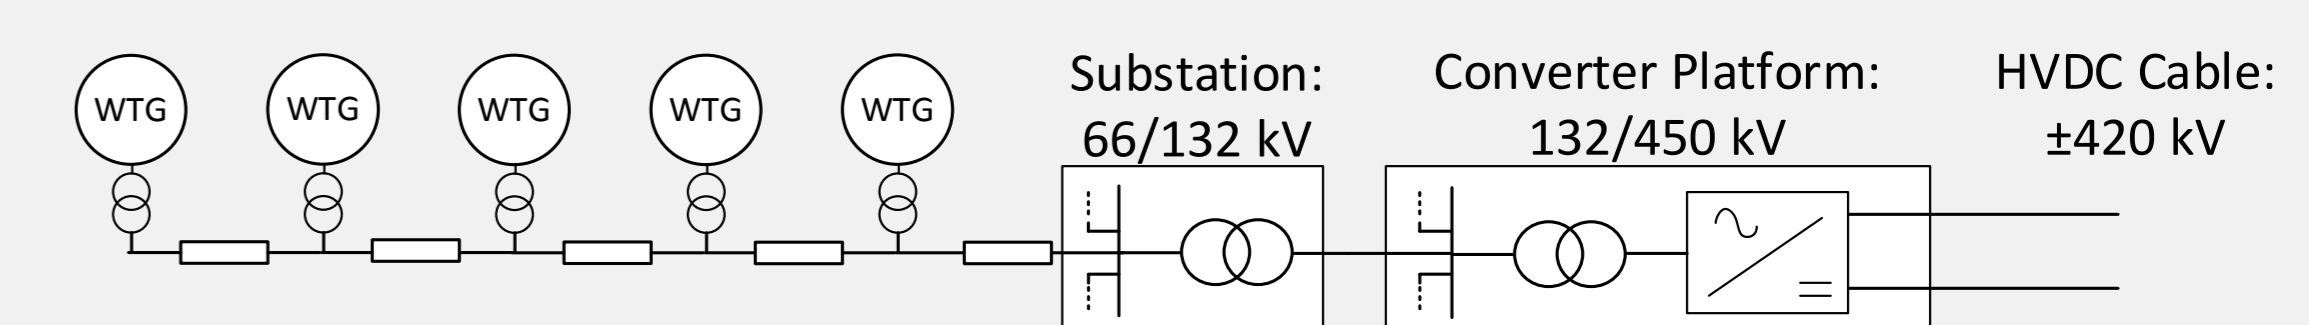 WTG
WTG
WTG
WTG
WTG
Substation:
66/132 kV
Converter Platform:
132/450 kV
HVDC Cable:
±420 kV